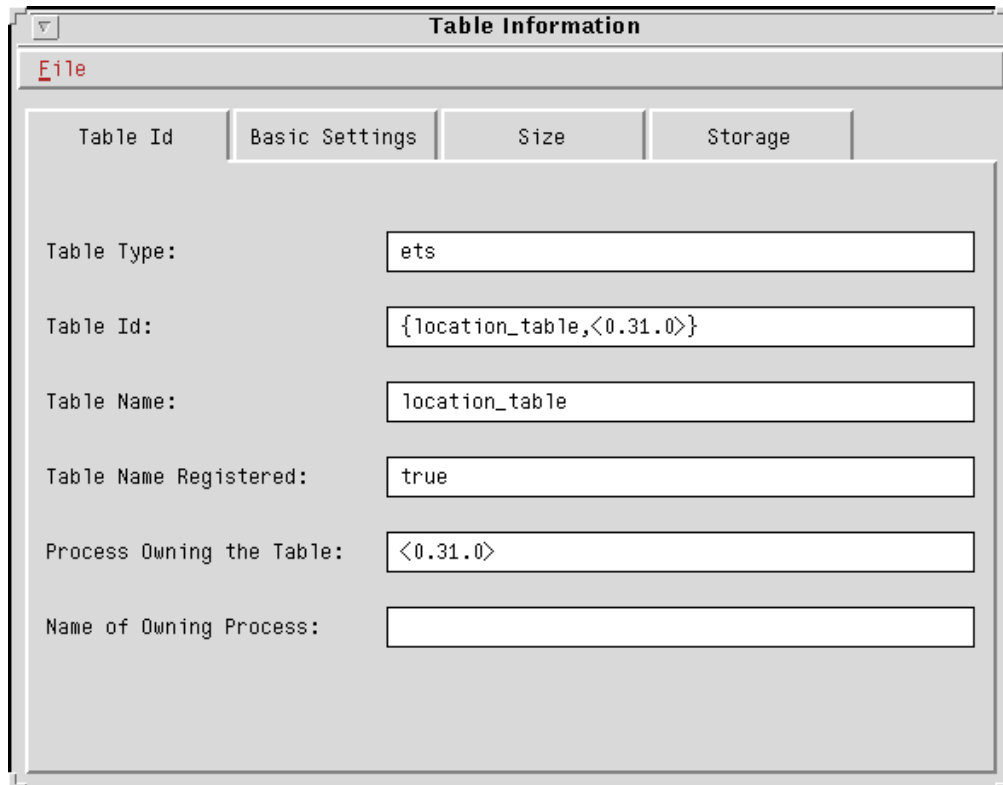 Table Information
File
Table Id Basic Settings Size Storage
Table Type: ets
Table Id: {location_table,<0.31.0>}
Table Name: location_table
Table Name Registered: true
Process Owning the Table: <0.31.0>
Name of Owning Process: